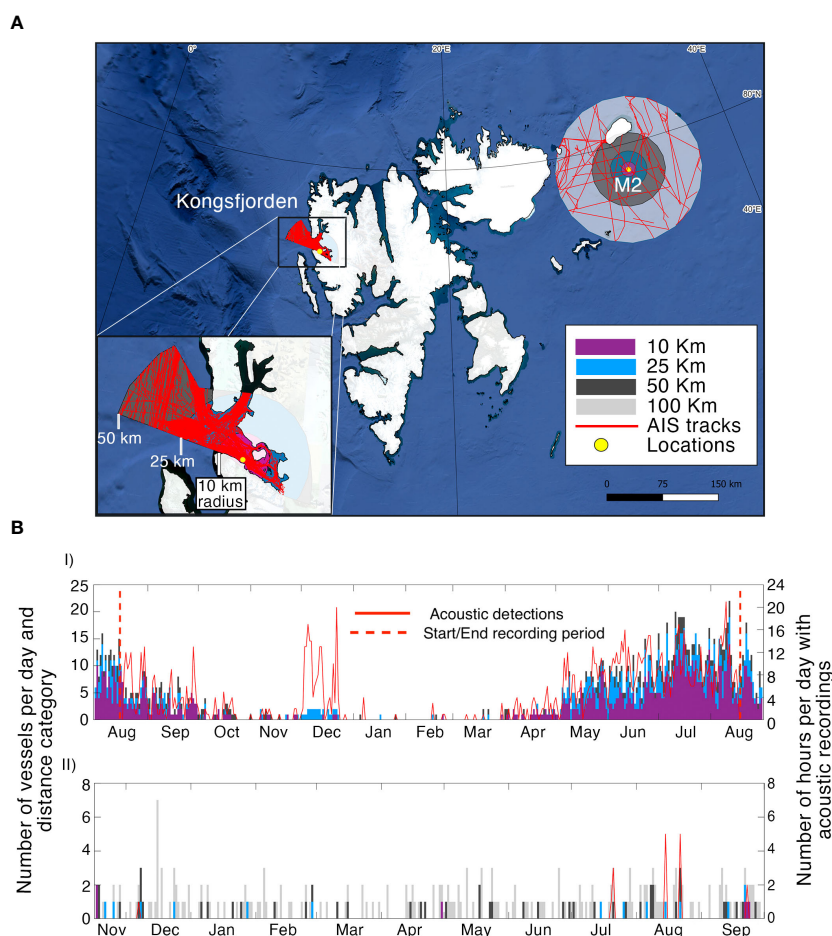 A
0°
20°E
40°E
80°N
Kongsfjorden
M2
40°E
10 Km
25 Km
50 Km
100 Km
AIS tracks
Locations
50 km
25 km
10 km
radius
0 75 150 km
B
I)
Number of vessels per day and
distance category
Number of hours per day with
acoustic recordings
25
20
15
10
5
0
24
20
16
12
8
4
0
Acoustic detections
Start/End recording period
Aug Sep Oct Nov Dec Jan Feb Mar Apr May Jun Jul Aug
II)
8
6
4
2
0
8
6
4
2
0
Nov Dec Jan Feb Mar Apr May Jun Jul Aug Sep